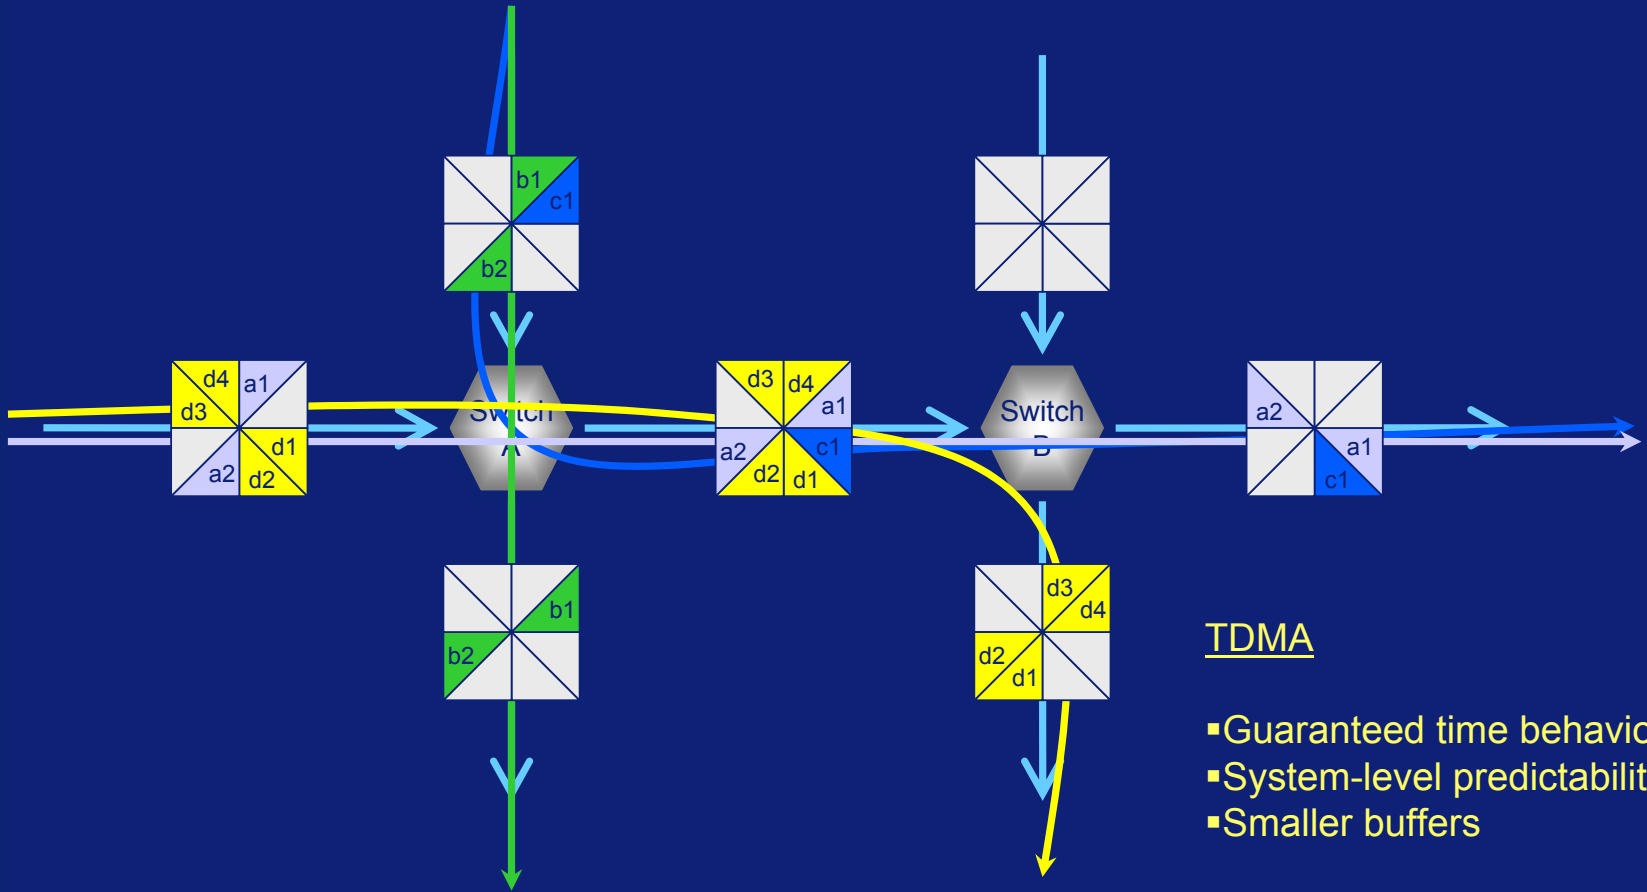 b1
c1
b2
d4 a1
d3
d1
a2 d2
Switch
A
d3 d4
a1
a2 c1
d2 d1
Switch
B
a2
a1
c1
b1
b2
d3
d4
d2
d1
TDMA
▪Guaranteed time behavio
▪System-level predictabilit
▪Smaller buffers